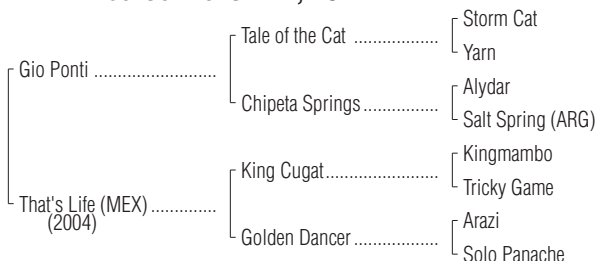 Storm Cat
Tale of the Cat ..................
Yarn
Gio Ponti ..........................
Alydar
Chipeta Springs ................
Salt Spring (ARG)
Kingmambo
King Cugat ........................
Tricky Game
That's Life (MEX) ..............
(2004)
Arazi
Golden Dancer ..................
Solo Panache